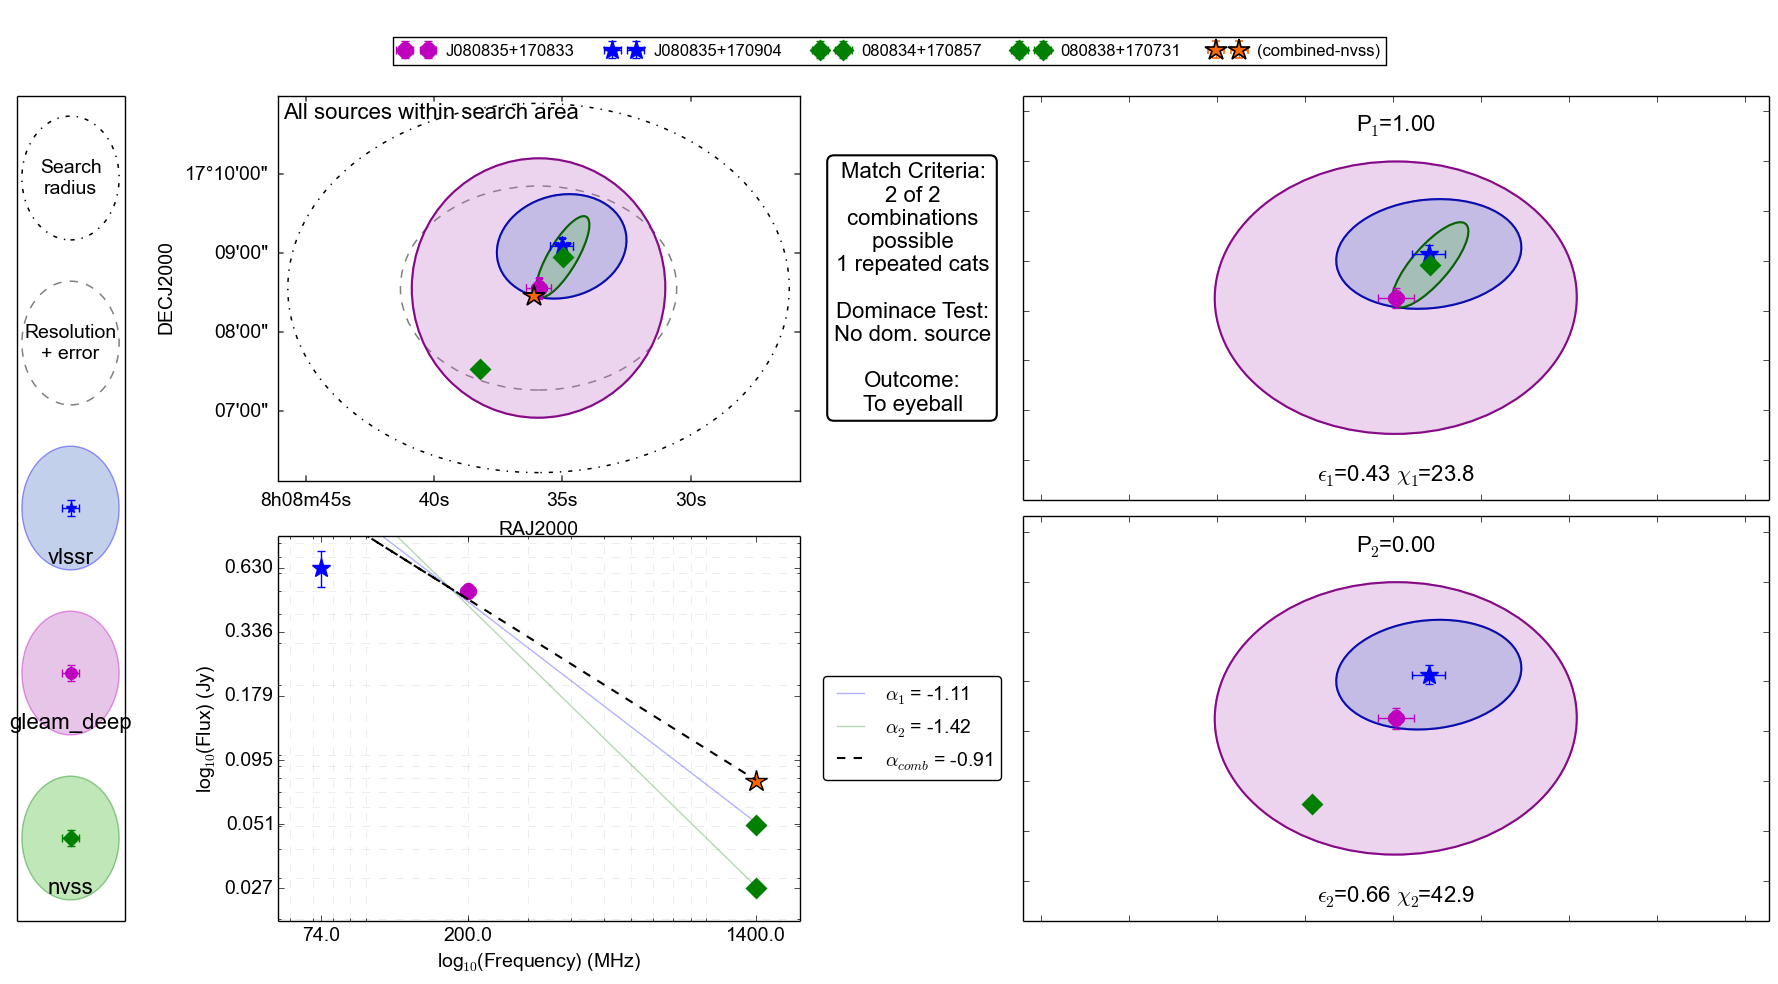 J080835+170833 J080835+170904 080834+170857 080838+170731 (combined-nvss)
Search
radius
Resolution
+ error
vlssr
gleam_deep
nvss
All sources within search area
DECJ2000
17°10'00"
09'00"
08'00"
07'00"
8h08m45s 40s 35s 30s
RAJ2000
Match Criteria:
2 of 2
combinations
possible
1 repeated cats
Dominace Test:
No dom. source
Outcome:
To eyeball
P₁=1.00
ϵ₁=0.43 χ₁=23.8
P₂=0.00
ϵ₂=0.66 χ₂=42.9
log₁₀(Flux) (Jy)
0.630
0.336
0.179
0.095
0.051
0.027
74.0 200.0 1400.0
log₁₀(Frequency) (MHz)
α₁ = -1.11
α₂ = -1.42
α_comb = -0.91